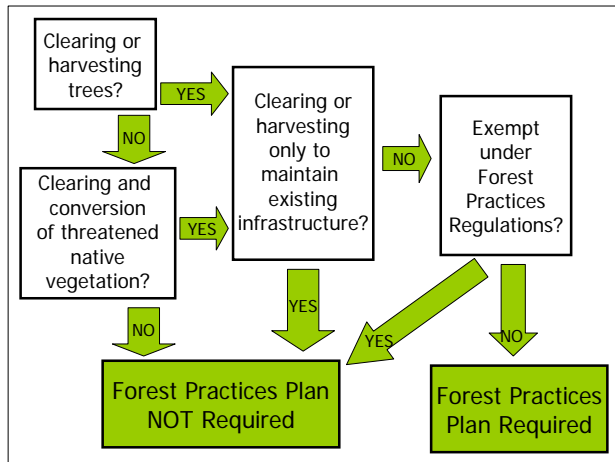 Clearing or
harvesting
trees?
YES
NO
Clearing and
conversion
of threatened
native
vegetation?
YES
NO
Clearing or
harvesting
only to
maintain
existing
infrastructure?
NO
YES
Exempt
under
Forest
Practices
Regulations?
YES
NO
Forest Practices Plan
NOT Required
Forest Practices
Plan Required